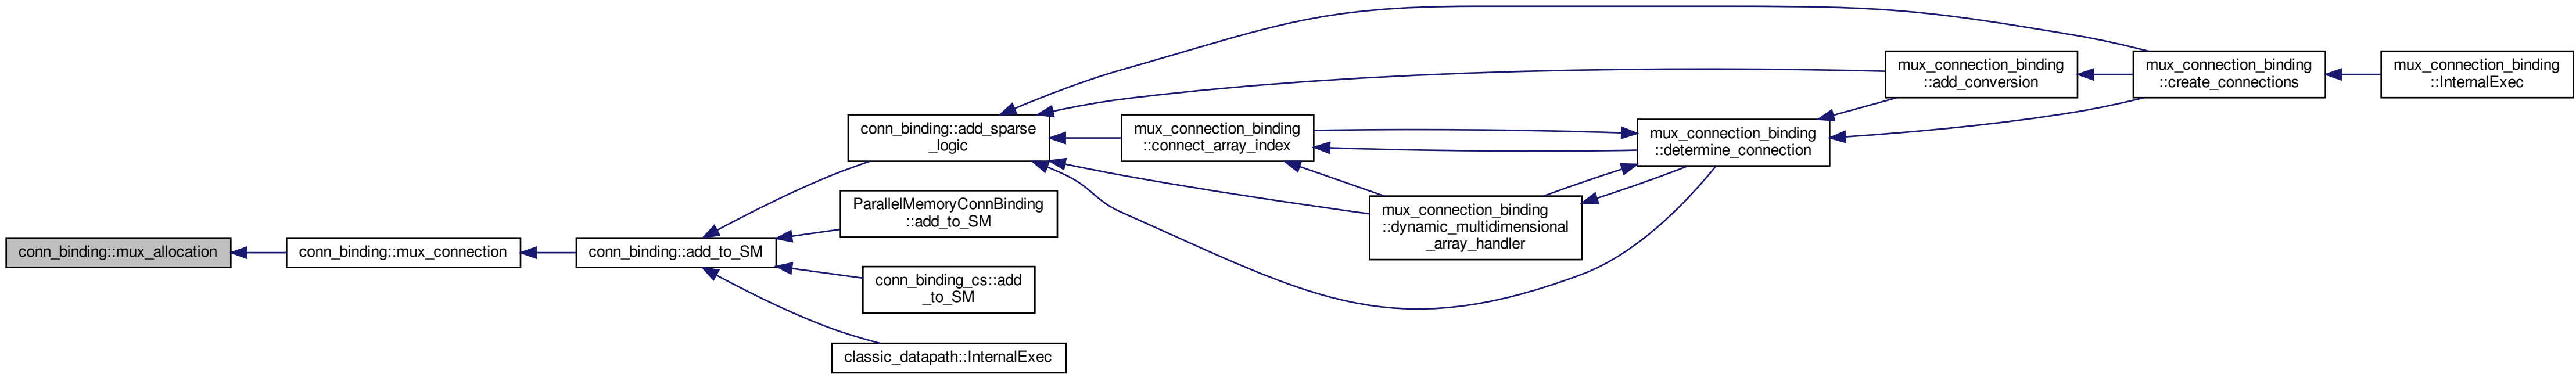 conn_binding::mux_allocation
conn_binding::mux_connection
conn_binding::add_to_SM
conn_binding::add_sparse
_logic
ParallelMemoryConnBinding
::add_to_SM
conn_binding_cs::add
_to_SM
classic_datapath::InternalExec
mux_connection_binding
::connect_array_index
mux_connection_binding
::dynamic_multidimensional
_array_handler
mux_connection_binding
::determine_connection
mux_connection_binding
::add_conversion
mux_connection_binding
::create_connections
mux_connection_binding
::InternalExec